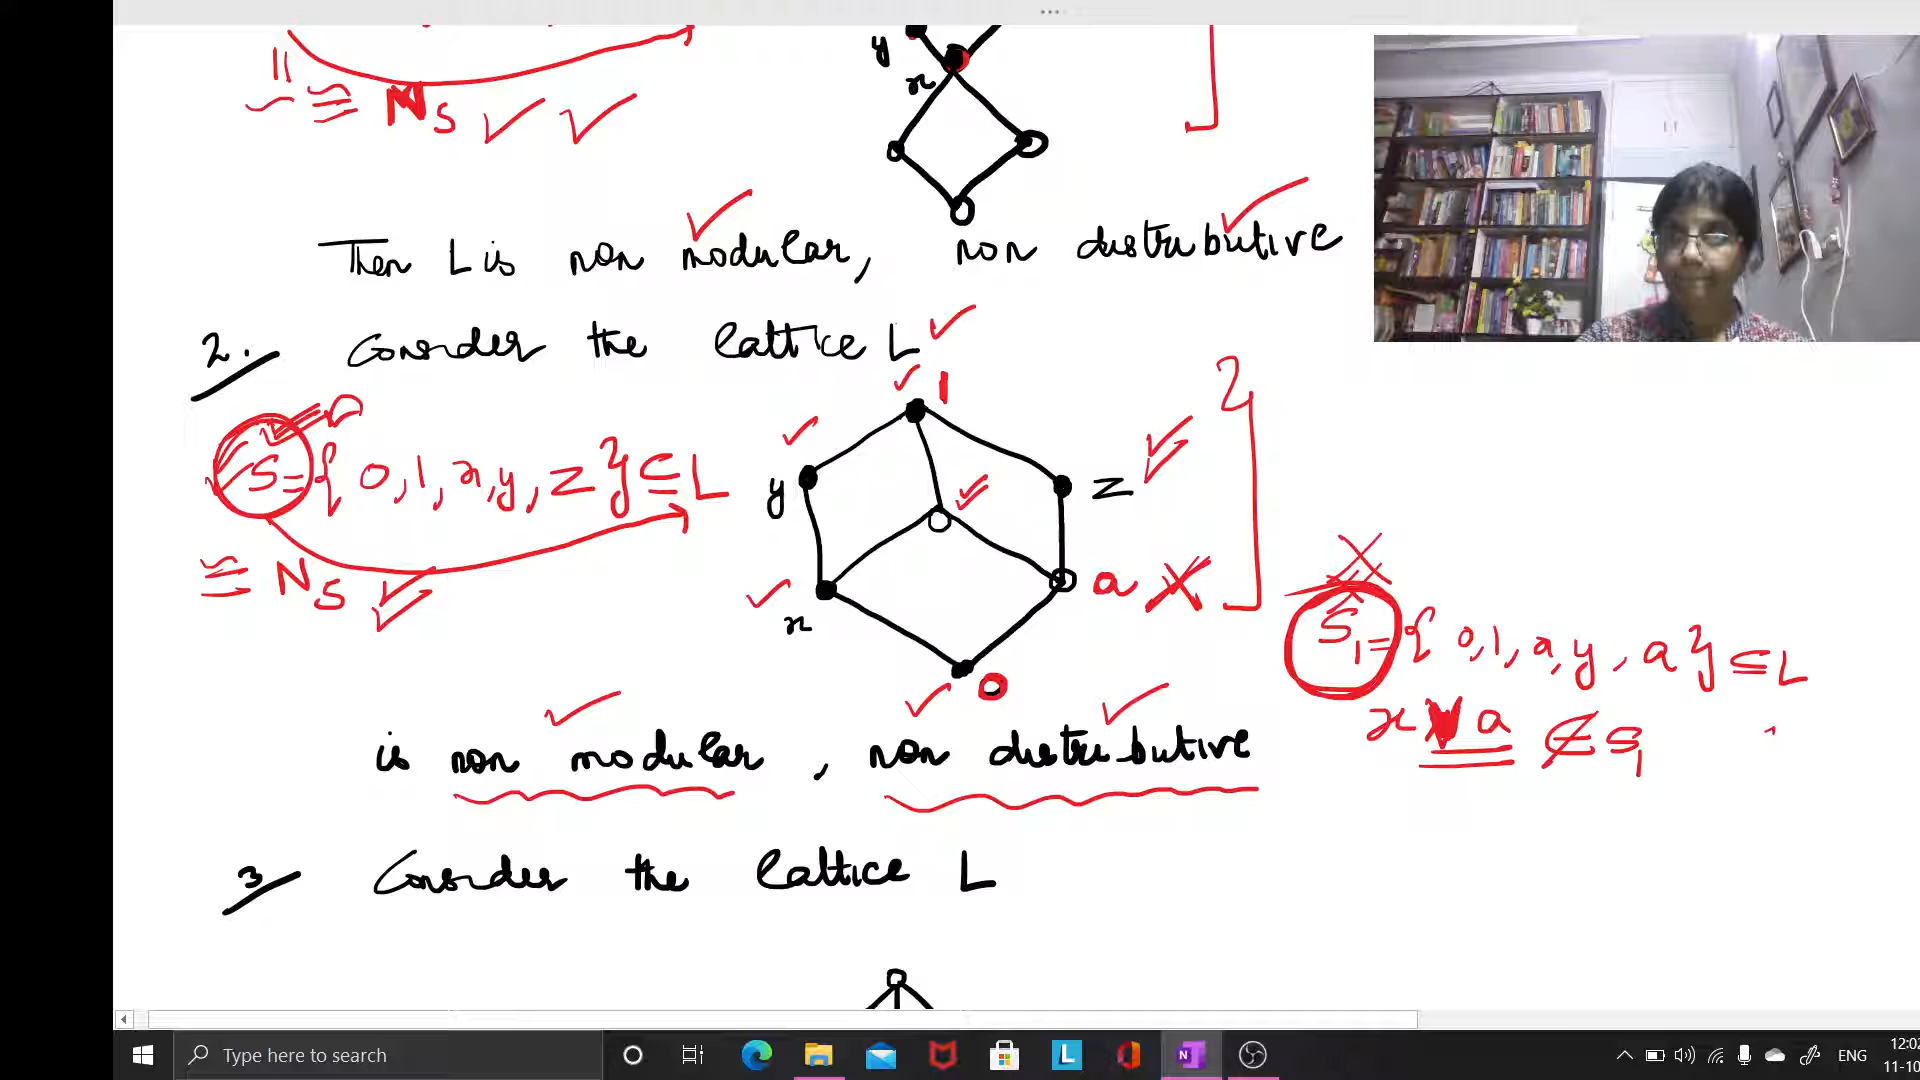 ≅ N5
y
x
Then L is non modular, non distributive
2. Consider the lattice L
1
S = { 0, 1, x, y, z } ⊆ L
y
z
≅ N5
a
x
0
S1 = { 0, 1, x, y, a } ⊆ L
x ∨ a ∉ S1
is non modular, non distributive
3 Consider the lattice L
Type here to search
ENG
12:02
11-10